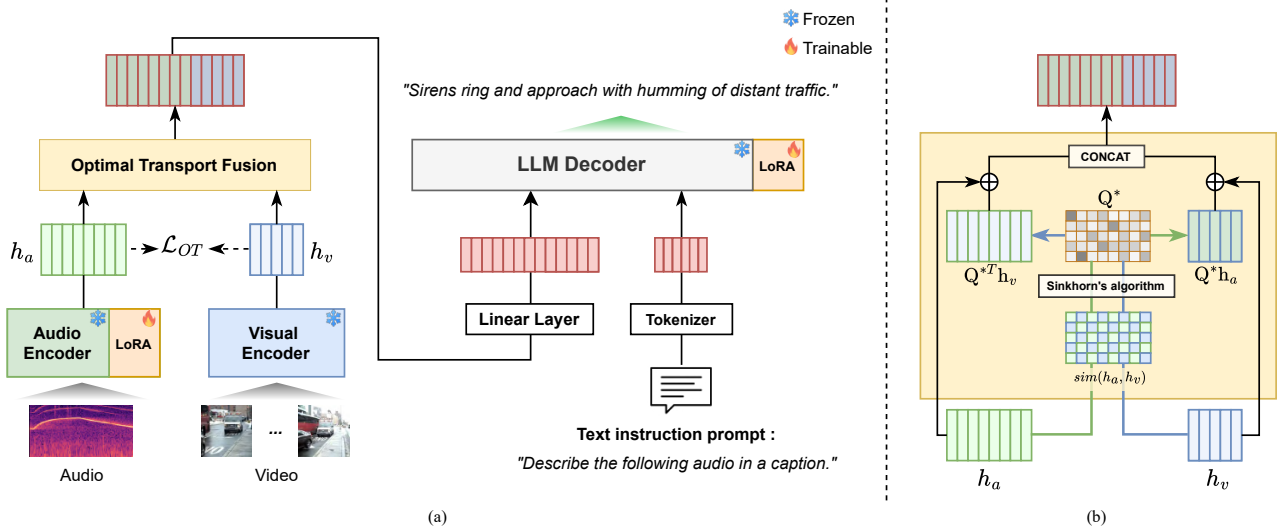 Frozen
Trainable
"Sirens ring and approach with humming of distant traffic."
Optimal Transport Fusion
LLM Decoder
LoRA
h_a
ℒ_OT
h_v
Audio
Encoder
LoRA
Visual
Encoder
Linear Layer
Tokenizer
...
Audio
Video
Text instruction prompt :
"Describe the following audio in a caption."
(a)
CONCAT
Q*
Q*ᵀh_v
Q*h_a
Sinkhorn's algorithm
sim(h_a, h_v)
h_a
h_v
(b)